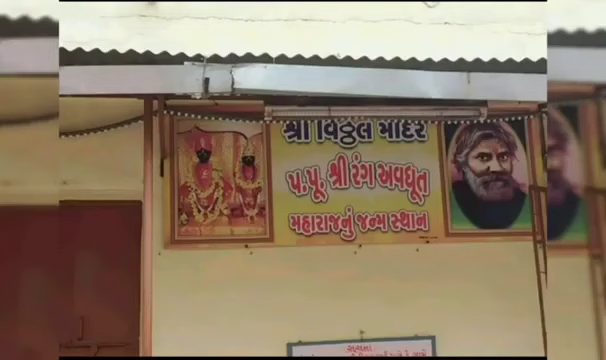 શ્રી વિઠ્ઠલ મંદિર
પ.પૂ. શ્રી રંગ અવધૂત
મહારાજનું જન્મ સ્થાન